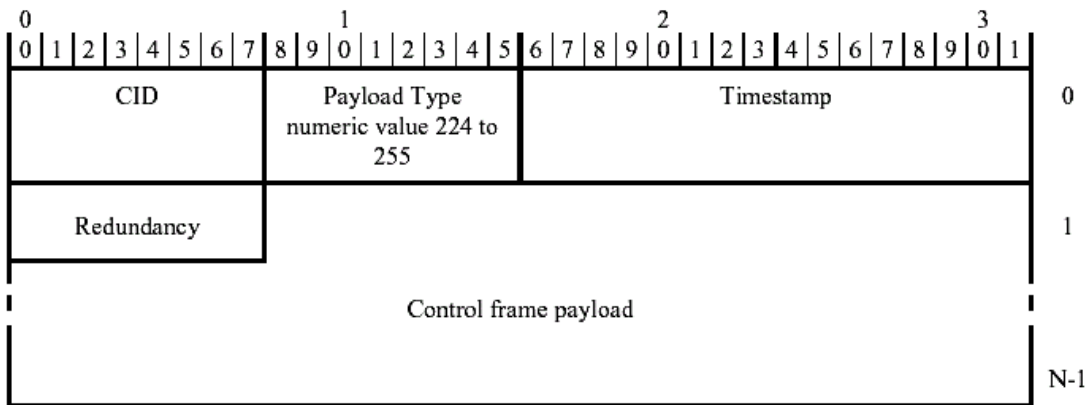 0 1 2 3
0 1 2 3 4 5 6 7 8 9 0 1 2 3 4 5 6 7 8 9 0 1 2 3 4 5 6 7 8 9 0 1
CID Payload Type Timestamp 0
numeric value 224 to
255
Redundancy 1
Control frame payload
N-1